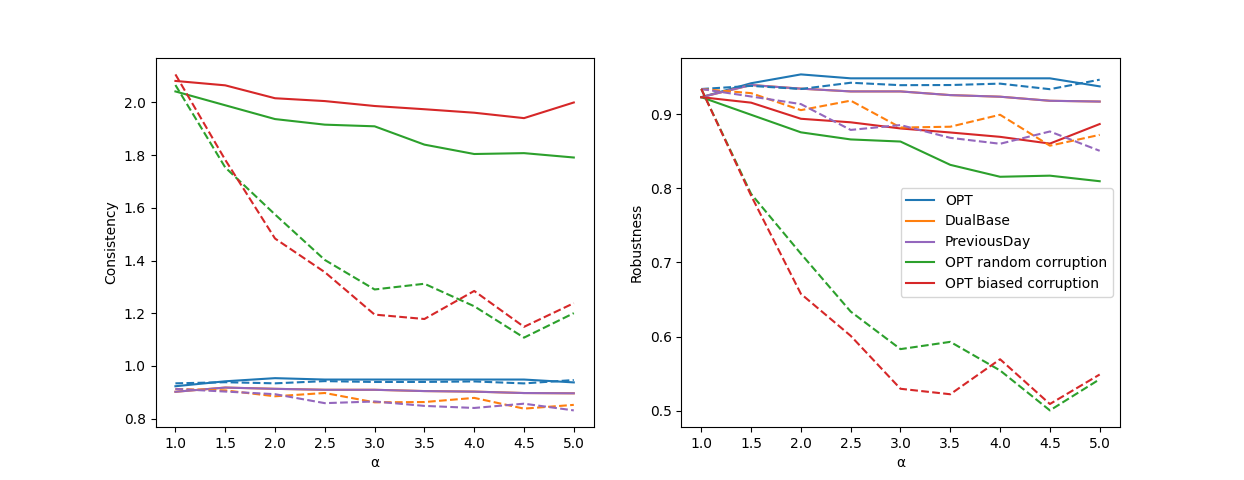 2.0
1.8
1.6
1.4
1.2
1.0
0.8
Consistency
1.0 1.5 2.0 2.5 3.0 3.5 4.0 4.5 5.0
α
0.9
0.8
0.7
0.6
0.5
Robustness
1.0 1.5 2.0 2.5 3.0 3.5 4.0 4.5 5.0
α
OPT
DualBase
PreviousDay
OPT random corruption
OPT biased corruption